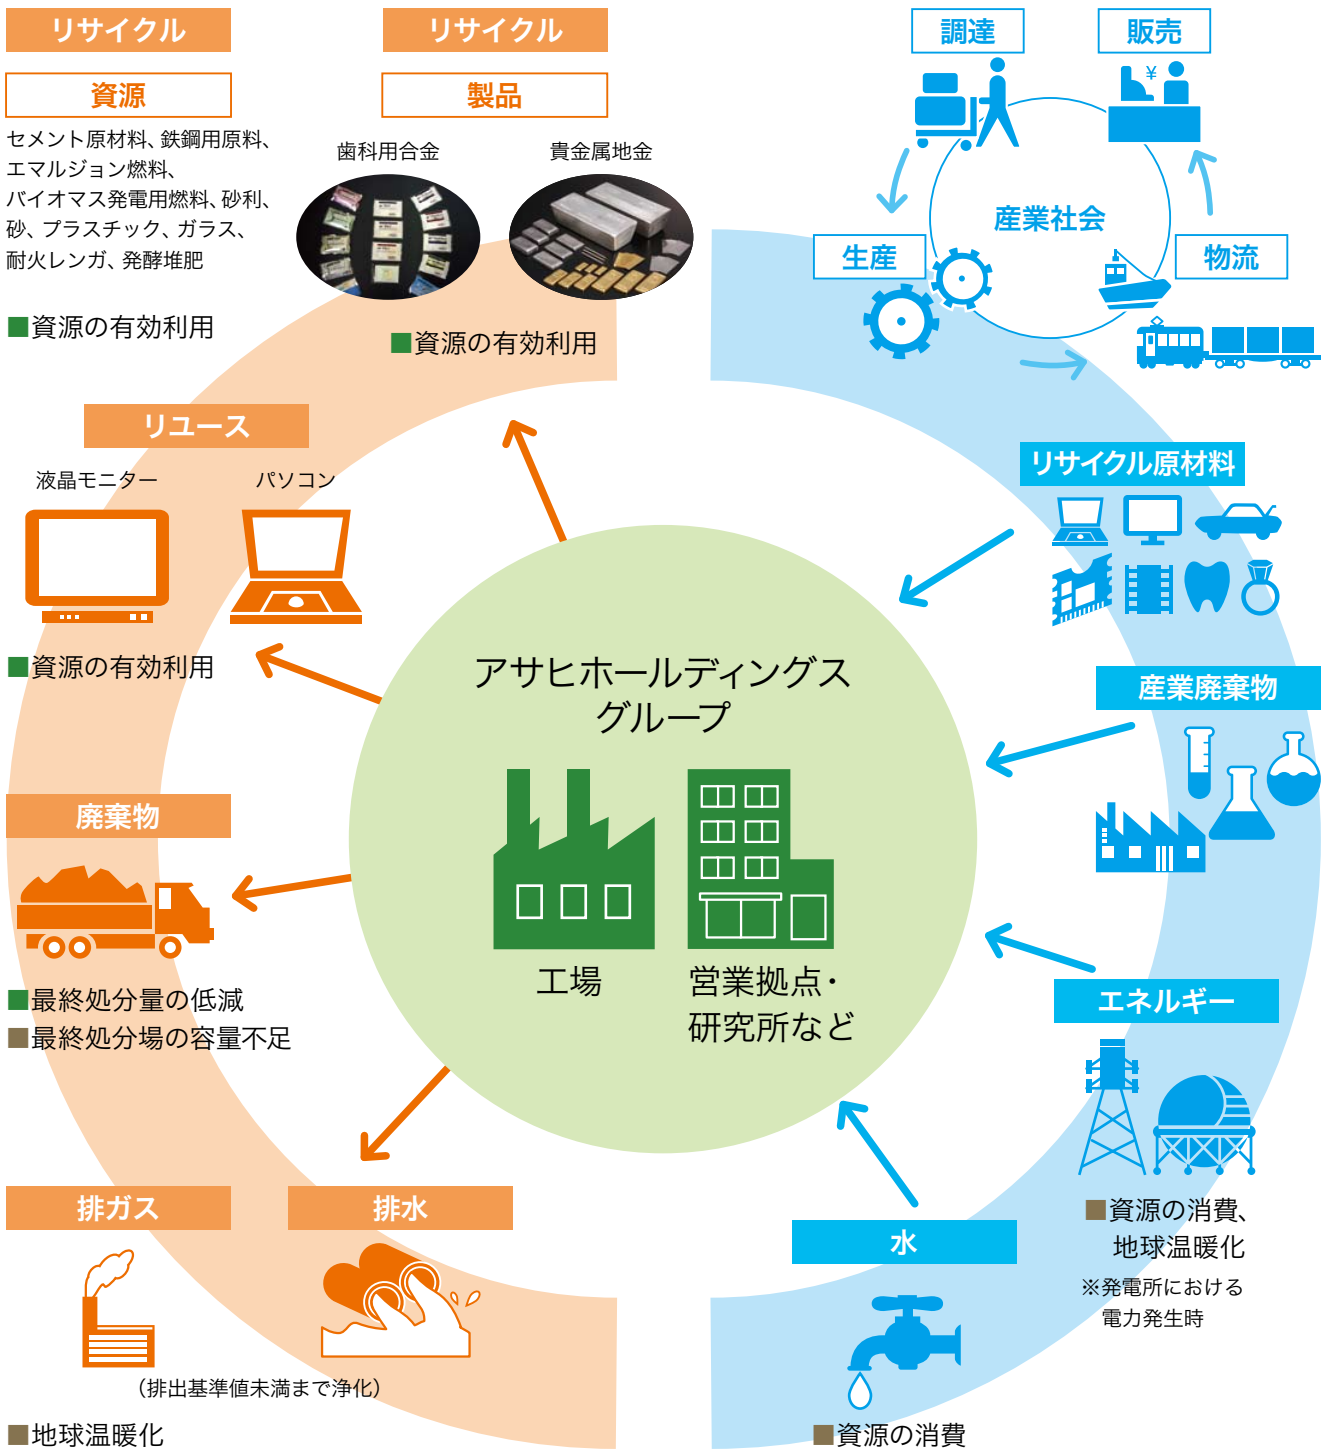 リサイクル
資源
セメント原材料、鉄鋼用原料、
エマルジョン燃料、
バイオマス発電用燃料、砂利、
砂、プラスチック、ガラス、
耐火レンガ、発酵堆肥
■資源の有効利用
リサイクル
製品
歯科用合金
貴金属地金
■資源の有効利用
調達
販売
¥
産業社会
生産
物流
リユース
液晶モニター
パソコン
■資源の有効利用
リサイクル原材料
産業廃棄物
アサヒホールディングス
グループ
工場
営業拠点・
研究所など
廃棄物
■最終処分量の低減
■最終処分場の容量不足
エネルギー
■資源の消費、
地球温暖化
※発電所における
電力発生時
排ガス
排水
（排出基準値未満まで浄化）
■地球温暖化
水
■資源の消費